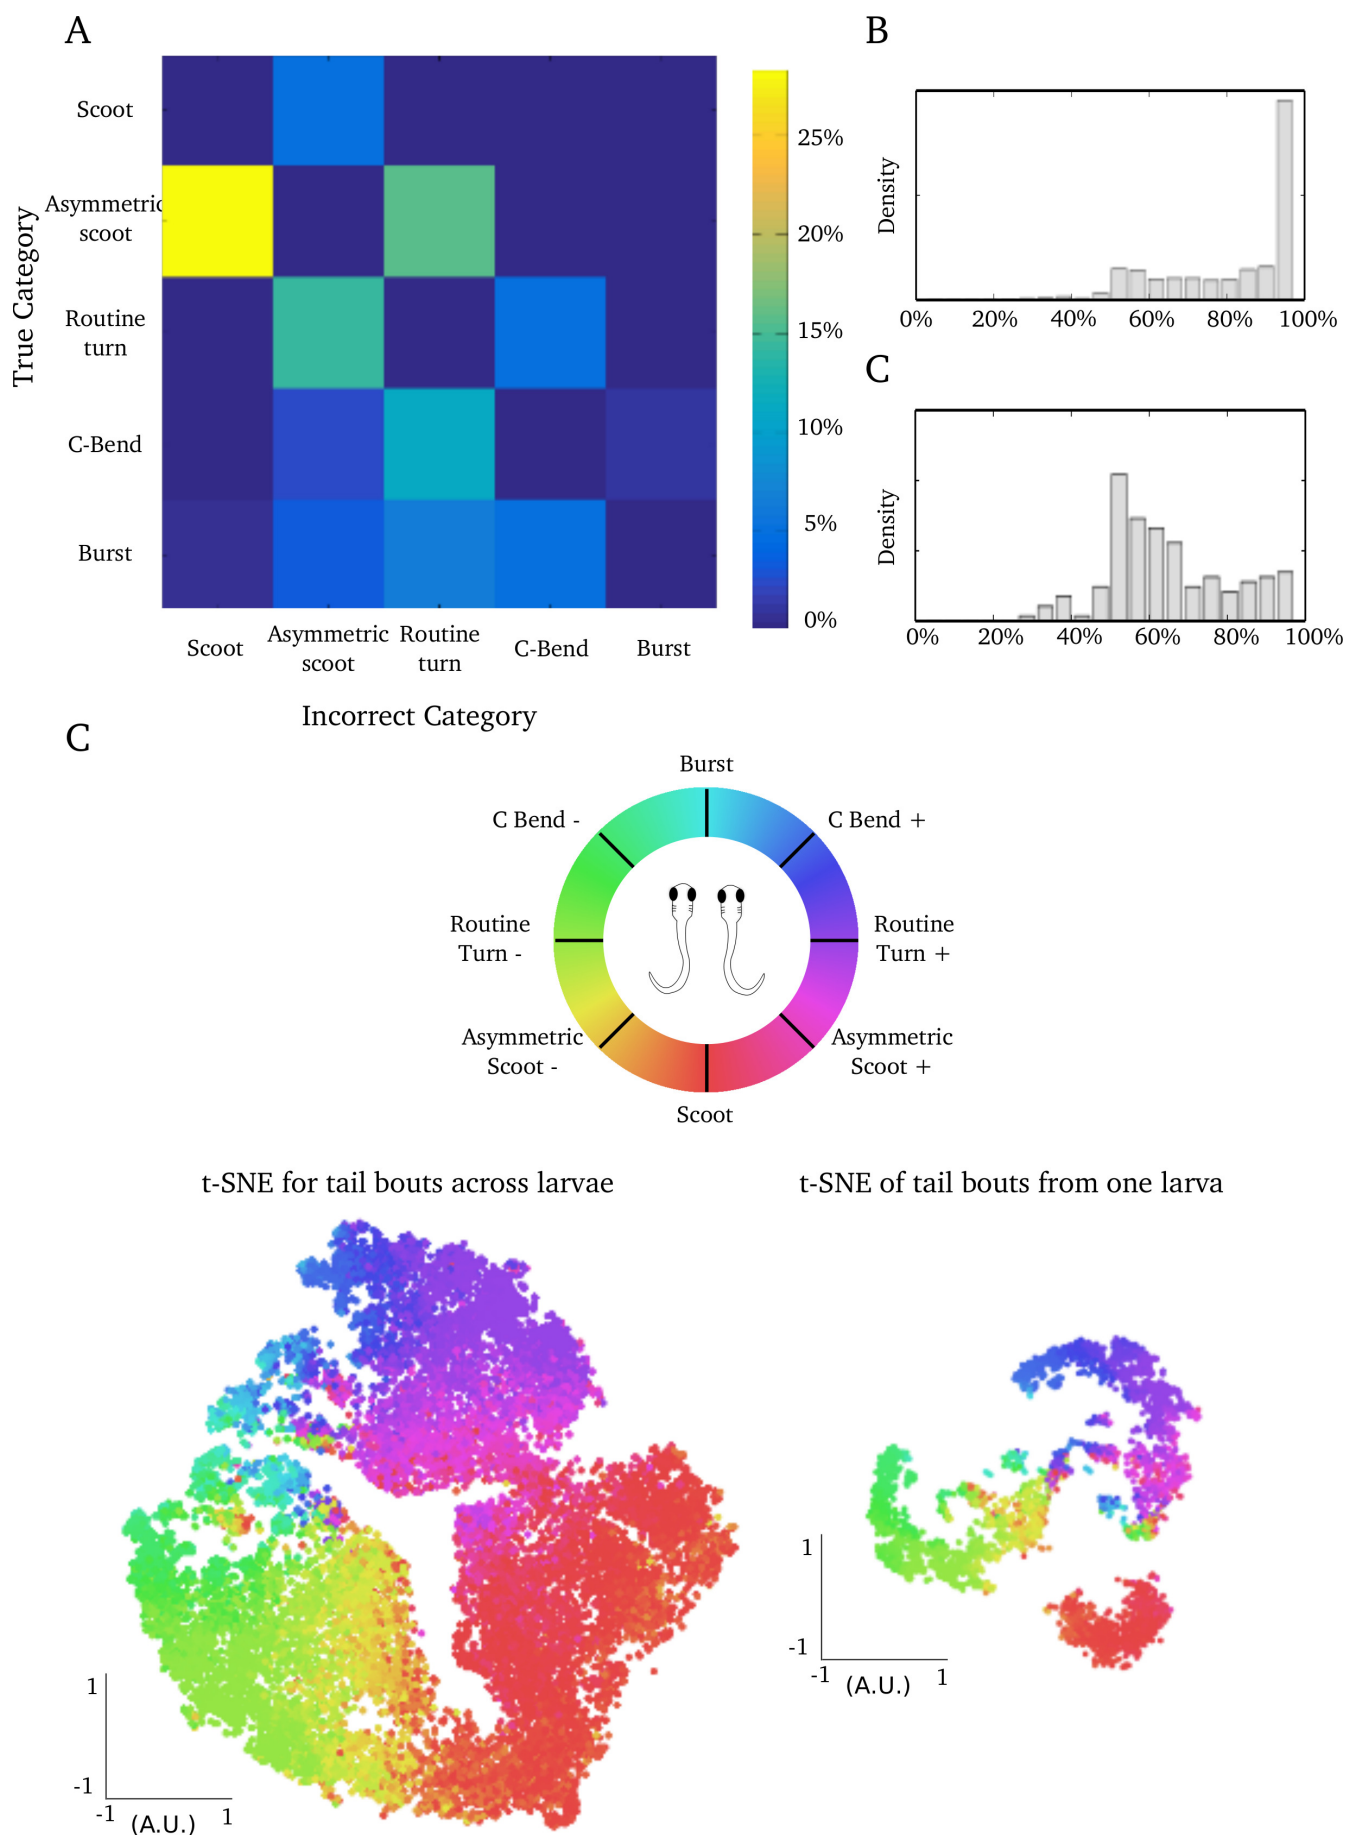 A
True Category
Scoot
Asymmetric
scoot
Routine
turn
C-Bend
Burst
Scoot
Asymmetric
scoot
Routine
turn
C-Bend
Burst
Incorrect Category
25%
20%
15%
10%
5%
0%
B
Density
0% 20% 40% 60% 80% 100%
C
Density
0% 20% 40% 60% 80% 100%
C
Burst
C Bend - C Bend +
Routine
Turn -
Routine
Turn +
Asymmetric
Scoot -
Asymmetric
Scoot +
Scoot
t-SNE for tail bouts across larvae
1
-1
-1 1
(A.U.)
t-SNE of tail bouts from one larva
1
-1
-1 1
(A.U.)